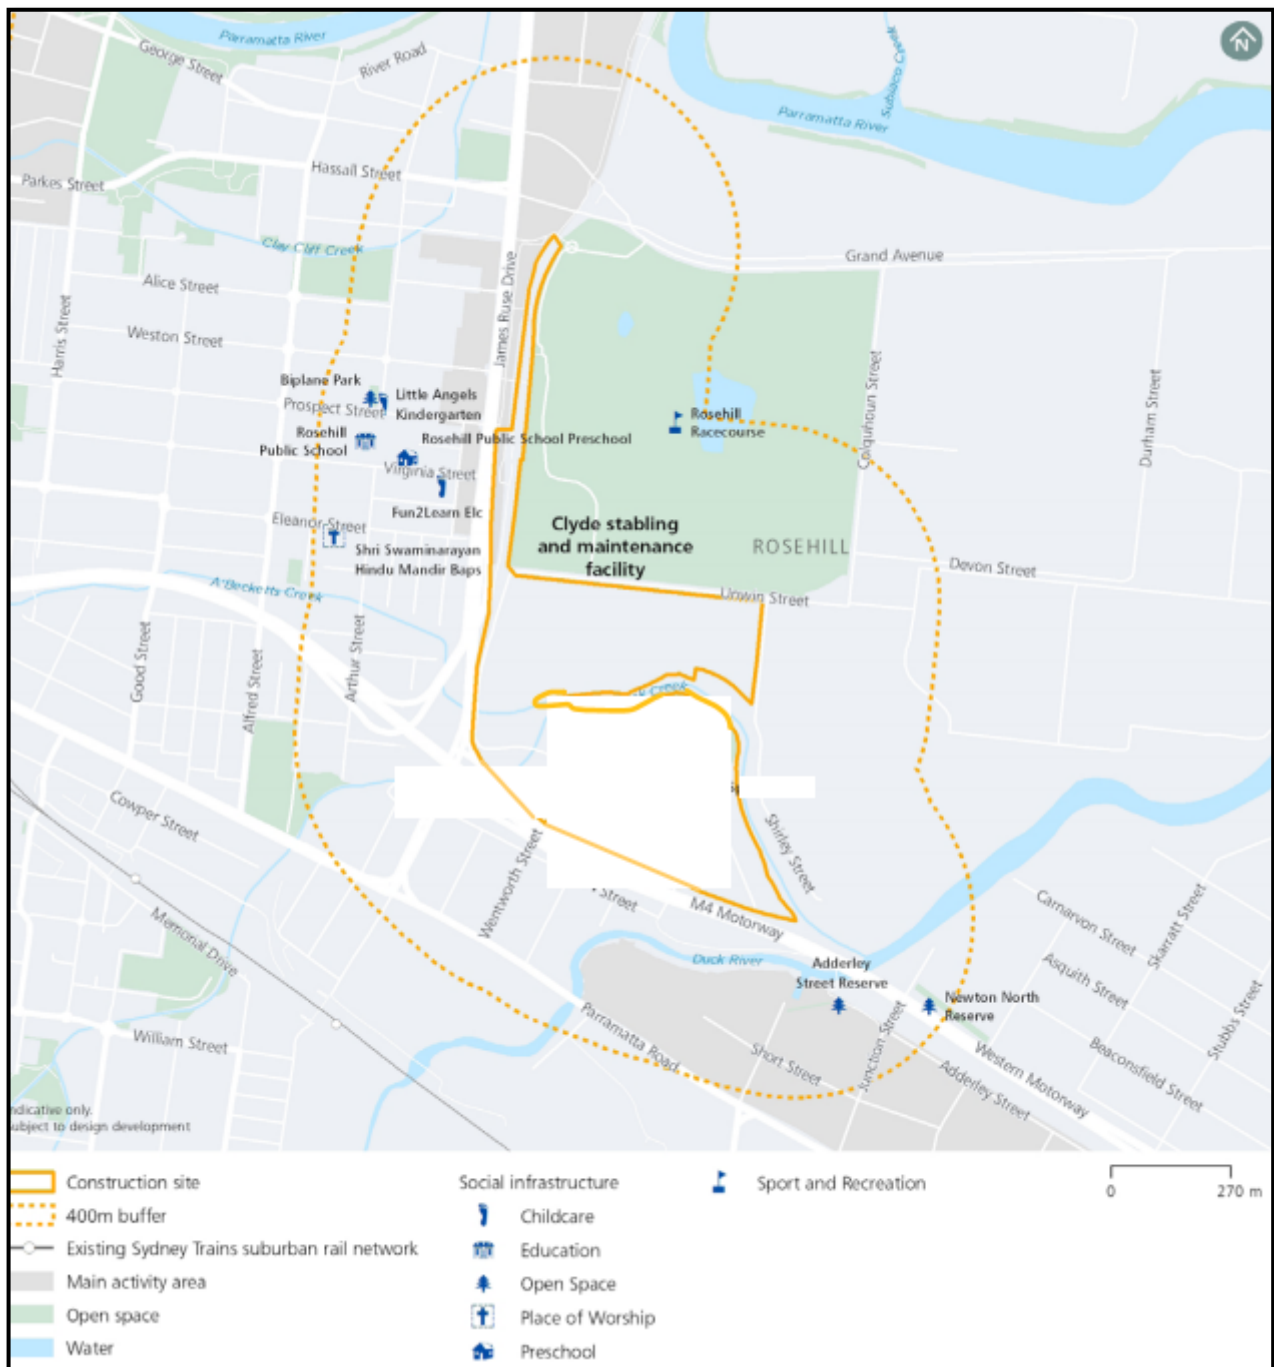 N
Parramatta River
George Street
River Road
Subiaco Creek
Parramatta River
Hassall Street
Parkes Street
Clay Cliff Creek
Grand Avenue
James Ruse Drive
Alice Street
Harris Street
Weston Street
Colquhoun Street
Durham Street
Biplane Park
Little Angels
Kindergarten
Prospect Street
Rosehill
Public School
Rosehill Public School Preschool
Rosehill
Racecourse
Virginia Street
Fun2Learn Elc
Eleanor Street
Shri Swaminarayan
Hindu Mandir Baps
Clyde stabling
and maintenance
facility
ROSEHILL
Devon Street
Unwin Street
A'Becketts Creek
Good Street
Alfred Street
Arthur Street
Creek
Cowper Street
Wentworth Street
Shirley Street
Street
M4 Motorway
Memorial Drive
Duck River
Adderley
Street Reserve
Newton North
Reserve
Carnarvon Street
Skarratt Street
Asquith Street
Stubbs Street
Beaconsfield Street
William Street
Parramatta Road
Short Street
Junction Street
Adderley Street
Western Motorway
ndicative only.
ubject to design development
Construction site
400m buffer
Existing Sydney Trains suburban rail network
Main activity area
Open space
Water
Social infrastructure
Childcare
Education
Open Space
Place of Worship
Preschool
Sport and Recreation
0 270 m